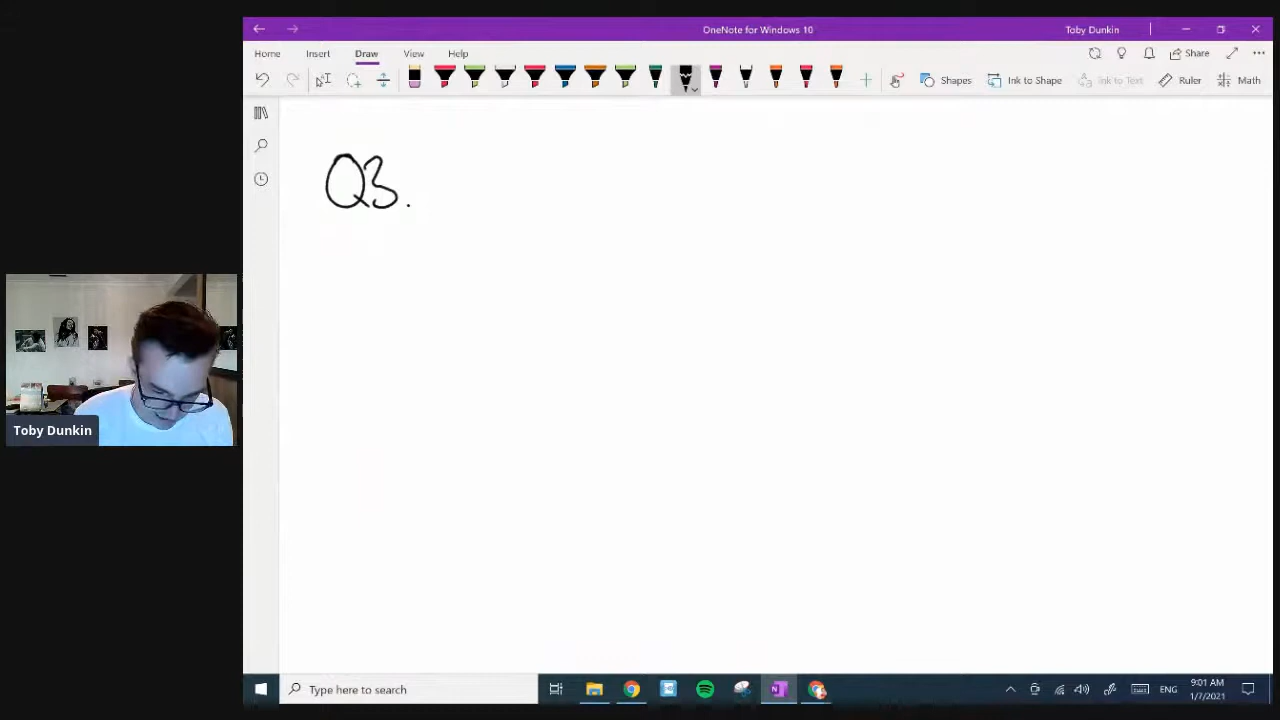 OneNote for Windows 10
Toby Dunkin
Home Insert Draw View Help
Share
Shapes Ink to Shape Ink to Text Ruler Math
Q3.
Toby Dunkin
Type here to search
ENG
9:01 AM
1/7/2021